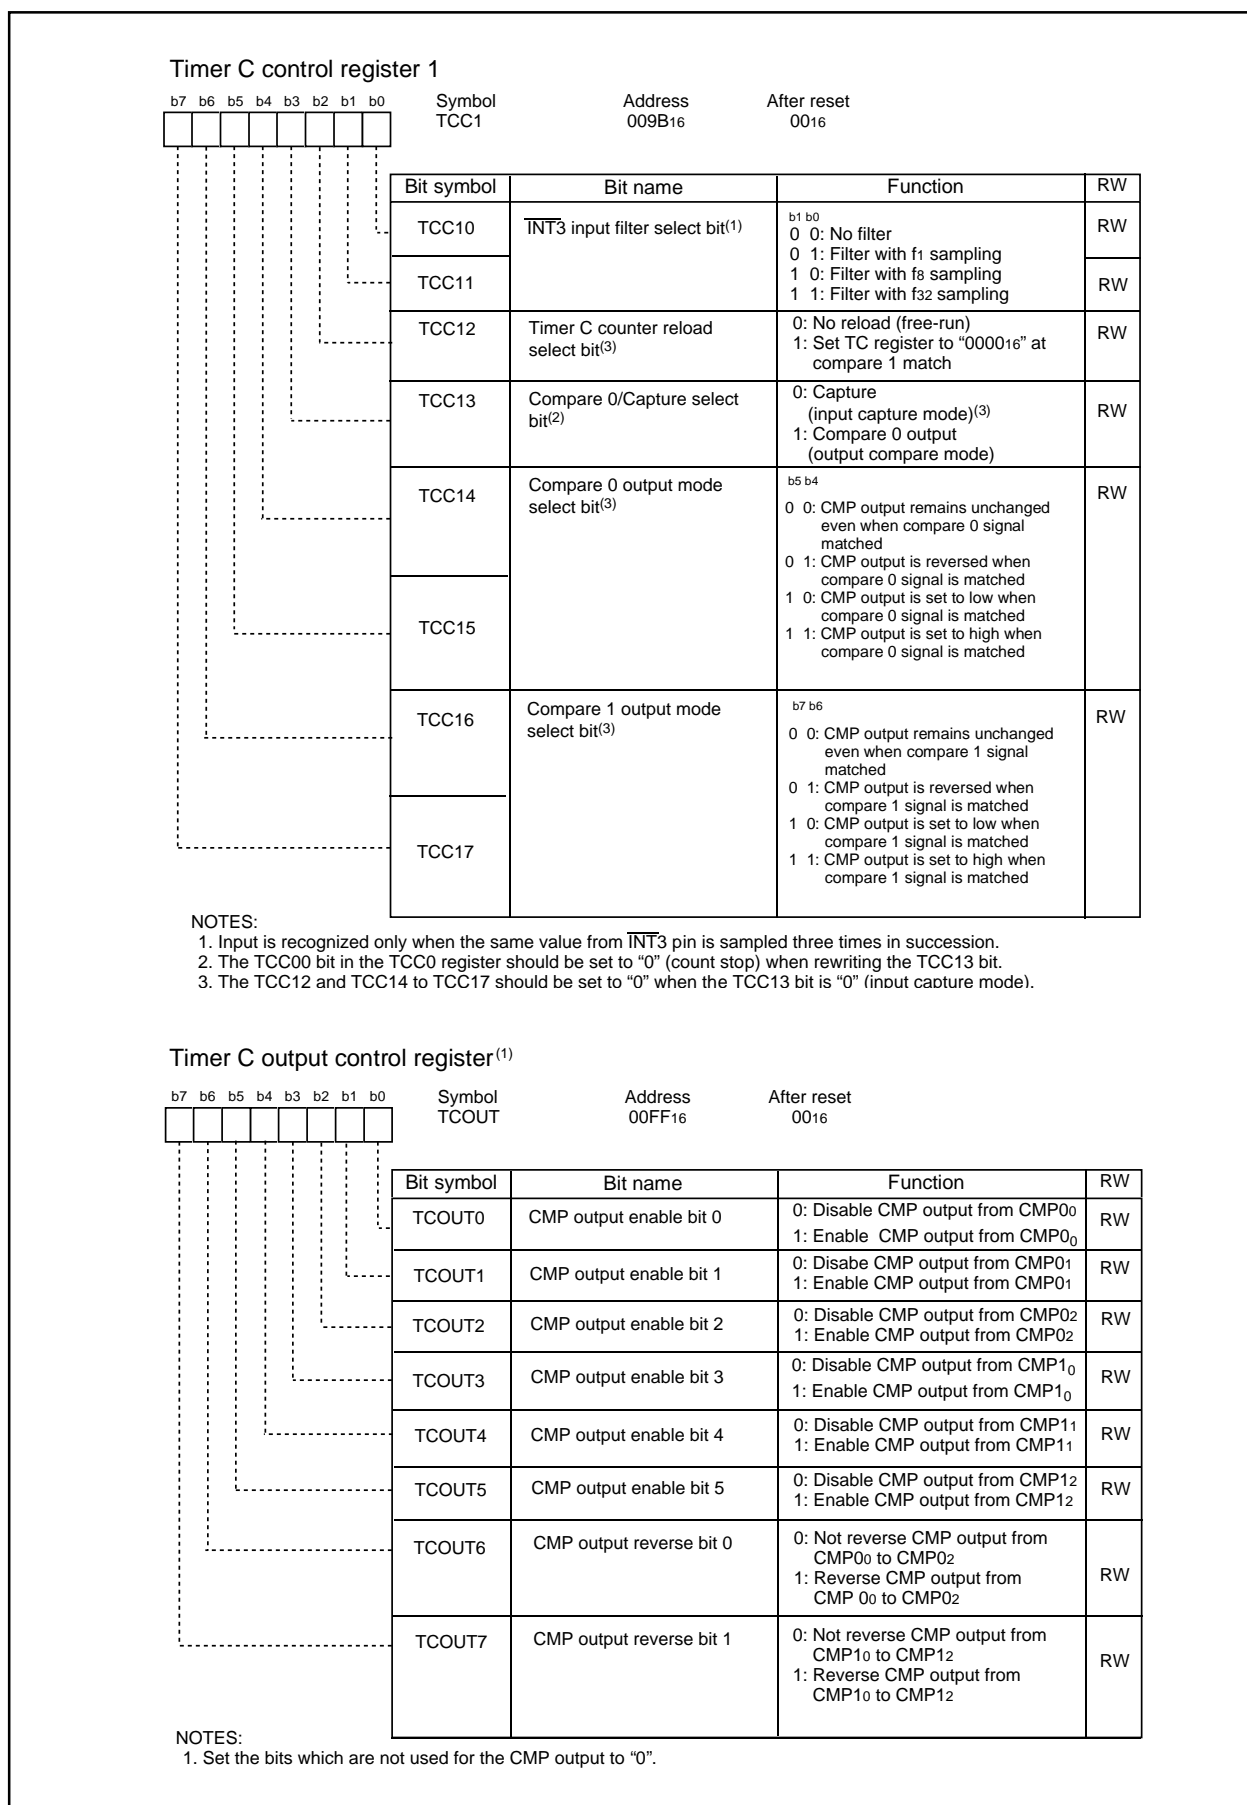 Timer C control register 1
b7 b6 b5 b4 b3 b2 b1 b0
Symbol Address After reset
TCC1 009B16 0016
Bit symbol Bit name Function RW
TCC10 INT3 input filter select bit(1) RW
b1 b0
0 0: No filter
0 1: Filter with f1 sampling
1 0: Filter with f8 sampling
1 1: Filter with f32 sampling
TCC11 RW
TCC12 Timer C counter reload
select bit(3)
0: No reload (free-run)
1: Set TC register to “000016” at
compare 1 match
RW
TCC13 Compare 0/Capture select
bit(2)
0: Capture
(input capture mode)(3)
1: Compare 0 output
(output compare mode)
RW
TCC14 Compare 0 output mode
select bit(3)
b5 b4
0 0: CMP output remains unchanged
even when compare 0 signal
matched
0 1: CMP output is reversed when
compare 0 signal is matched
1 0: CMP output is set to low when
compare 0 signal is matched
1 1: CMP output is set to high when
compare 0 signal is matched
RW
TCC15
TCC16 Compare 1 output mode
select bit(3)
b7 b6
0 0: CMP output remains unchanged
even when compare 1 signal
matched
0 1: CMP output is reversed when
compare 1 signal is matched
1 0: CMP output is set to low when
compare 1 signal is matched
1 1: CMP output is set to high when
compare 1 signal is matched
RW
TCC17
NOTES:
1. Input is recognized only when the same value from INT3 pin is sampled three times in succession.
2. The TCC00 bit in the TCC0 register should be set to “0” (count stop) when rewriting the TCC13 bit.
3. The TCC12 and TCC14 to TCC17 should be set to “0” when the TCC13 bit is “0” (input capture mode).
Timer C output control register(1)
b7 b6 b5 b4 b3 b2 b1 b0
Symbol Address After reset
TCOUT 00FF16 0016
Bit symbol Bit name Function RW
TCOUT0 CMP output enable bit 0
0: Disable CMP output from CMP00
1: Enable CMP output from CMP00
RW
TCOUT1 CMP output enable bit 1
0: Disabe CMP output from CMP01
1: Enable CMP output from CMP01
RW
TCOUT2 CMP output enable bit 2
0: Disable CMP output from CMP02
1: Enable CMP output from CMP02
RW
TCOUT3 CMP output enable bit 3
0: Disable CMP output from CMP10
1: Enable CMP output from CMP10
RW
TCOUT4 CMP output enable bit 4
0: Disable CMP output from CMP11
1: Enable CMP output from CMP11
RW
TCOUT5 CMP output enable bit 5
0: Disable CMP output from CMP12
1: Enable CMP output from CMP12
RW
TCOUT6 CMP output reverse bit 0
0: Not reverse CMP output from
CMP00 to CMP02
1: Reverse CMP output from
CMP 00 to CMP02
RW
TCOUT7 CMP output reverse bit 1
0: Not reverse CMP output from
CMP10 to CMP12
1: Reverse CMP output from
CMP10 to CMP12
RW
NOTES:
1. Set the bits which are not used for the CMP output to “0”.